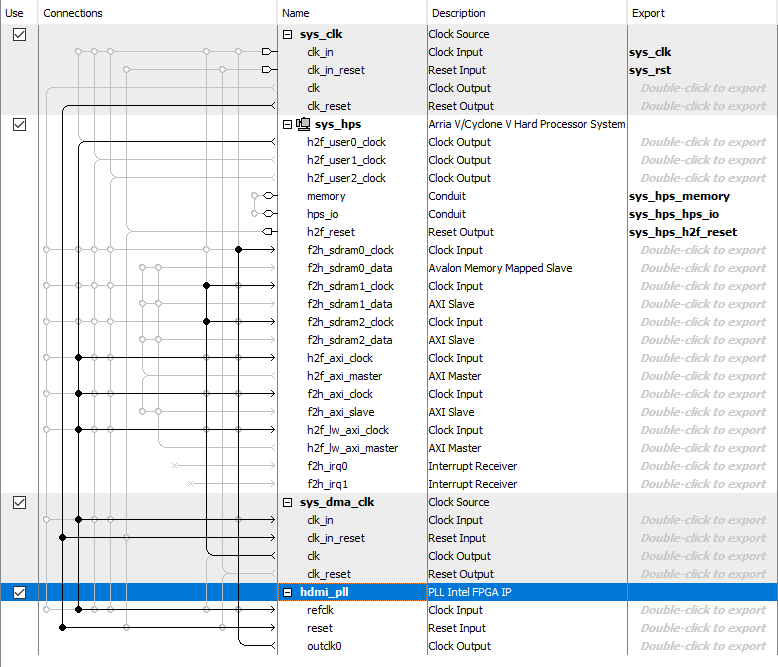 Use Connections Name Description Export
sys_clk Clock Source
clk_in Clock Input sys_clk
clk_in_reset Reset Input sys_rst
clk Clock Output Double-click to export
clk_reset Reset Output Double-click to export
sys_hps Arria V/Cyclone V Hard Processor System
h2f_user0_clock Clock Output Double-click to export
h2f_user1_clock Clock Output Double-click to export
h2f_user2_clock Clock Output Double-click to export
memory Conduit sys_hps_memory
hps_io Conduit sys_hps_hps_io
h2f_reset Reset Output sys_hps_h2f_reset
f2h_sdram0_clock Clock Input Double-click to export
f2h_sdram0_data Avalon Memory Mapped Slave Double-click to export
f2h_sdram1_clock Clock Input Double-click to export
f2h_sdram1_data AXI Slave Double-click to export
f2h_sdram2_clock Clock Input Double-click to export
f2h_sdram2_data AXI Slave Double-click to export
h2f_axi_clock Clock Input Double-click to export
h2f_axi_master AXI Master Double-click to export
f2h_axi_clock Clock Input Double-click to export
f2h_axi_slave AXI Slave Double-click to export
h2f_lw_axi_clock Clock Input Double-click to export
h2f_lw_axi_master AXI Master Double-click to export
f2h_irq0 Interrupt Receiver Double-click to export
f2h_irq1 Interrupt Receiver Double-click to export
sys_dma_clk Clock Source
clk_in Clock Input Double-click to export
clk_in_reset Reset Input Double-click to export
clk Clock Output Double-click to export
clk_reset Reset Output Double-click to export
hdmi_pll PLL Intel FPGA IP
refclk Clock Input Double-click to export
reset Reset Input Double-click to export
outclk0 Clock Output Double-click to export